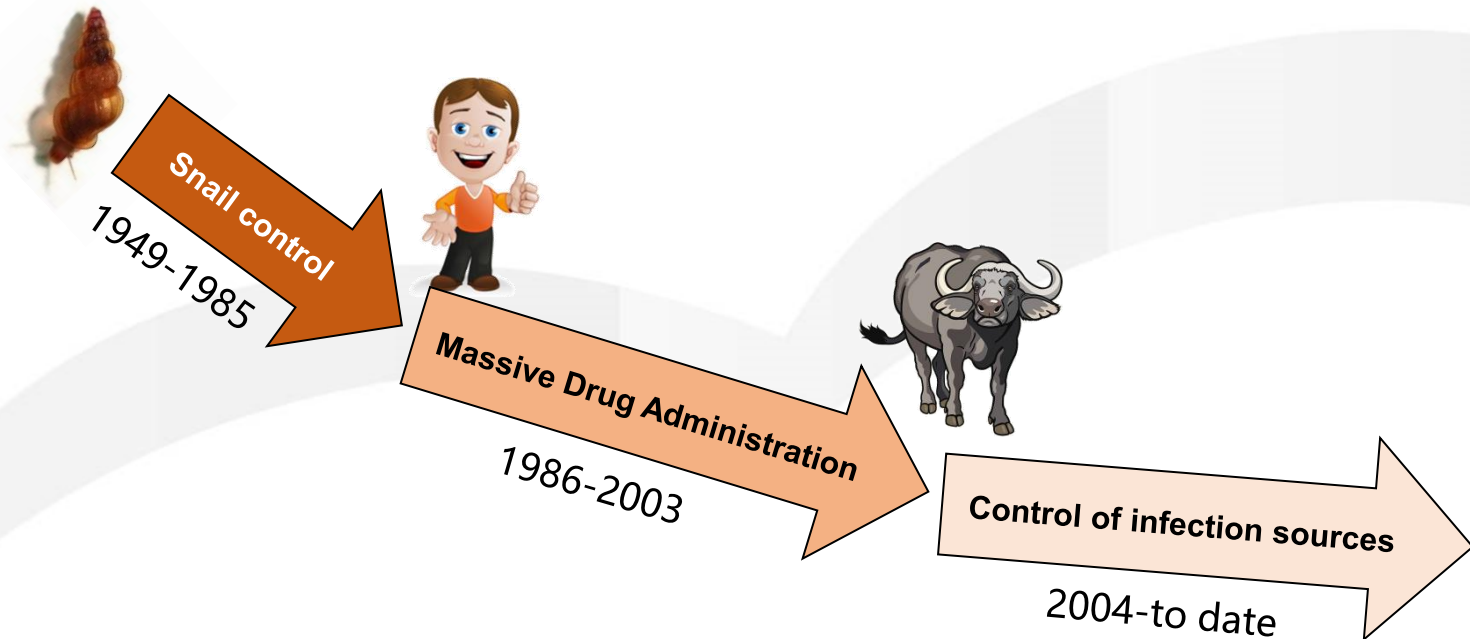 Snail control
1949-1985
Massive Drug Administration
1986-2003
Control of infection sources
2004-to date